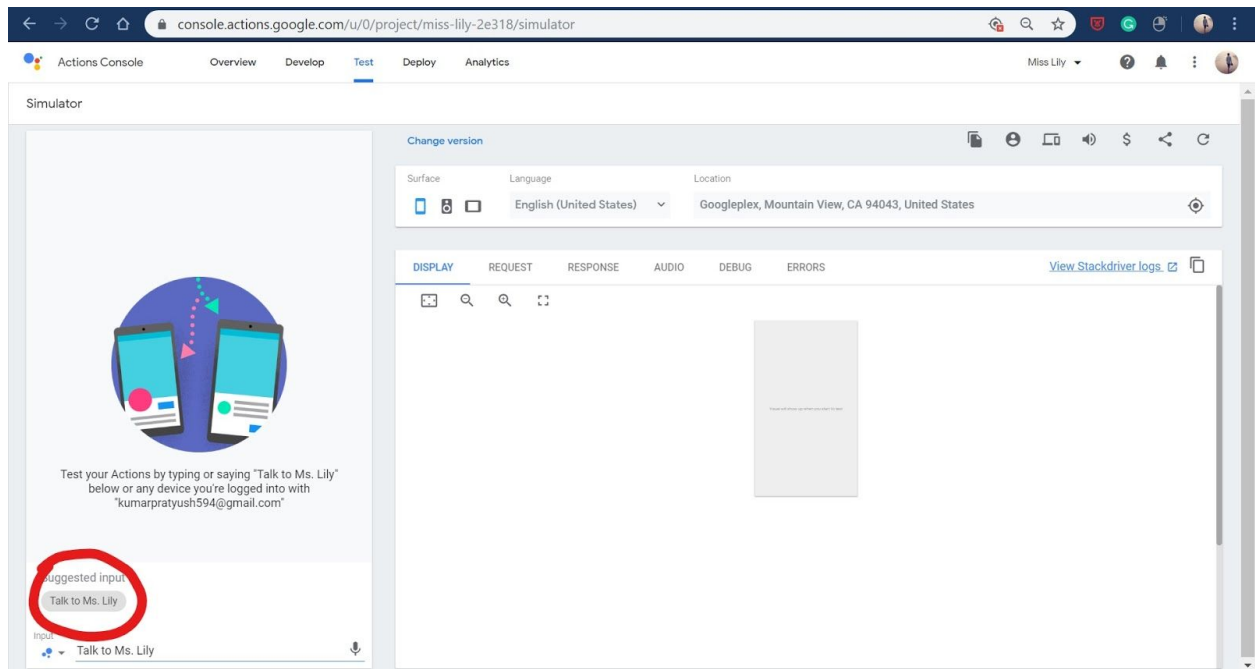 console.actions.google.com/u/0/project/miss-lily-2e318/simulator
Actions Console Overview Develop Test Deploy Analytics Miss Lily
Simulator
Change version
Surface Language Location
English (United States) Googleplex, Mountain View, CA 94043, United States
DISPLAY REQUEST RESPONSE AUDIO DEBUG ERRORS View Stackdriver logs
Test your Actions by typing or saying "Talk to Ms. Lily"
below or any device you're logged into with
"kumarpratyush594@gmail.com"
Suggested input
Talk to Ms. Lily
Input
Talk to Ms. Lily